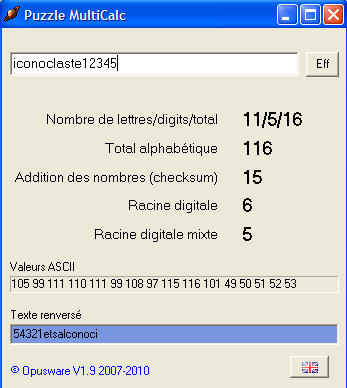 Puzzle MultiCalc
iconoclaste12345
Eff
Nombre de lettres/digits/total 11/5/16
Total alphabétique 116
Addition des nombres (checksum) 15
Racine digitale 6
Racine digitale mixte 5
Valeurs ASCII
105 99 111 110 111 99 108 97 115 116 101 49 50 51 52 53
Texte renversé
54321etsalconoci
© Opusware V1.9 2007-2010